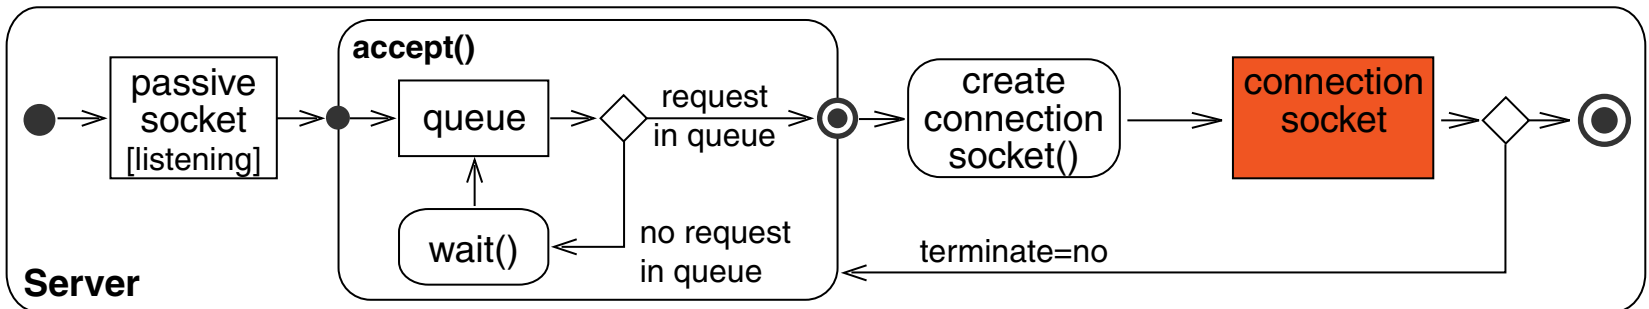 accept()
passive
socket
[listening]
queue
request
in queue
create
connection
socket()
connection
socket
wait()
no request
in queue
terminate=no
Server